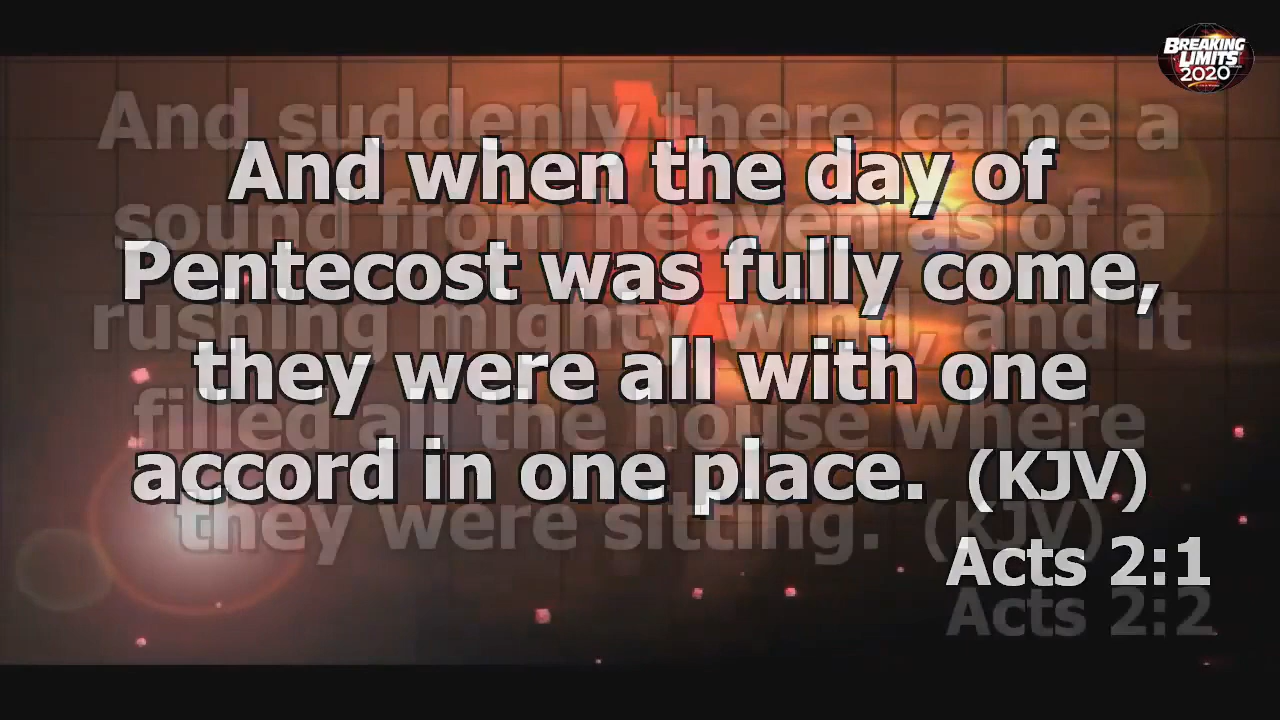 BREAKING
LIMITS
2020
And when the day of
Pentecost was fully come,
they were all with one
accord in one place. (KJV)
Acts 2:1
And suddenly there came a
sound from heaven as of a
rushing mighty wind, and it
filled all the house where
they were sitting. (KJV)
Acts 2:2